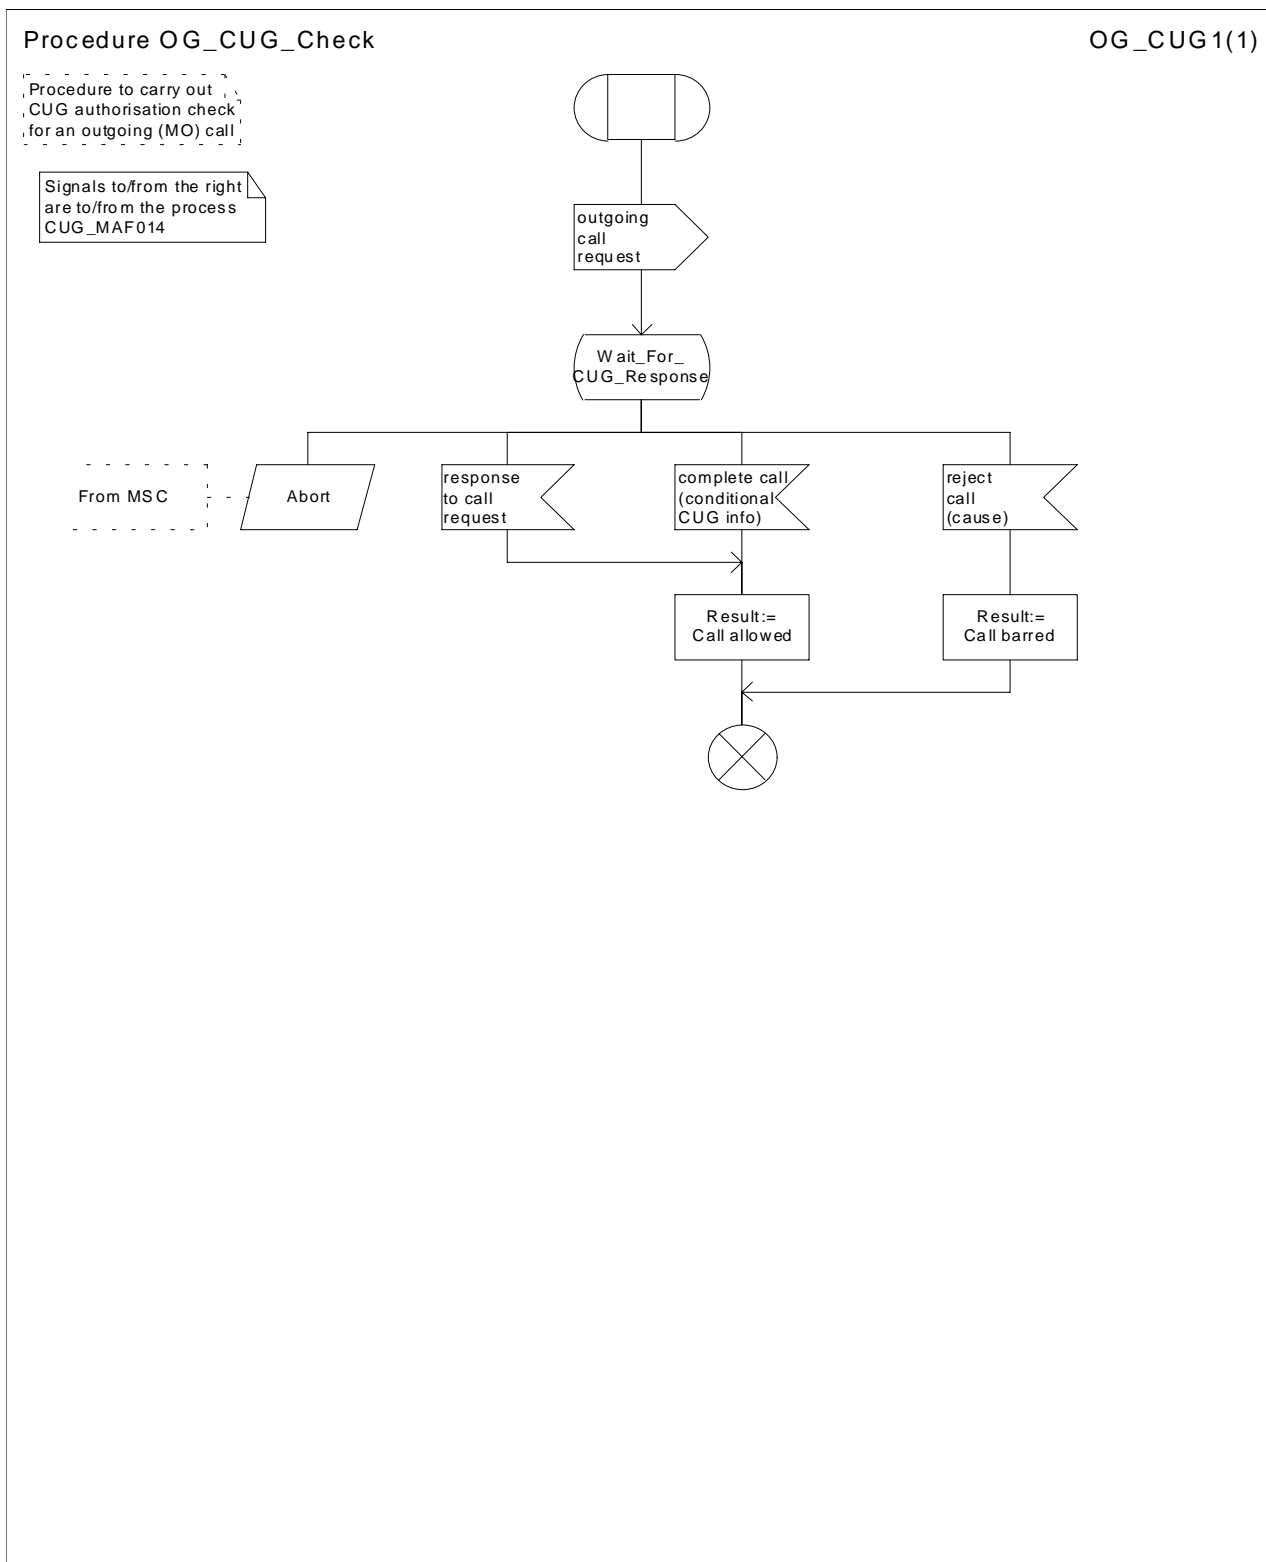 Procedure OG_CUG_Check
OG_CUG1(1)
Procedure to carry out
CUG authorisation check
for an outgoing (MO) call
Signals to/from the right
are to/from the process
CUG_MAF014
outgoing
call
request
Wait_For_
CUG_Response
From MSC
Abort
response
to call
request
complete call
(conditional
CUG info)
reject
call
(cause)
Result:=
Call allowed
Result:=
Call barred